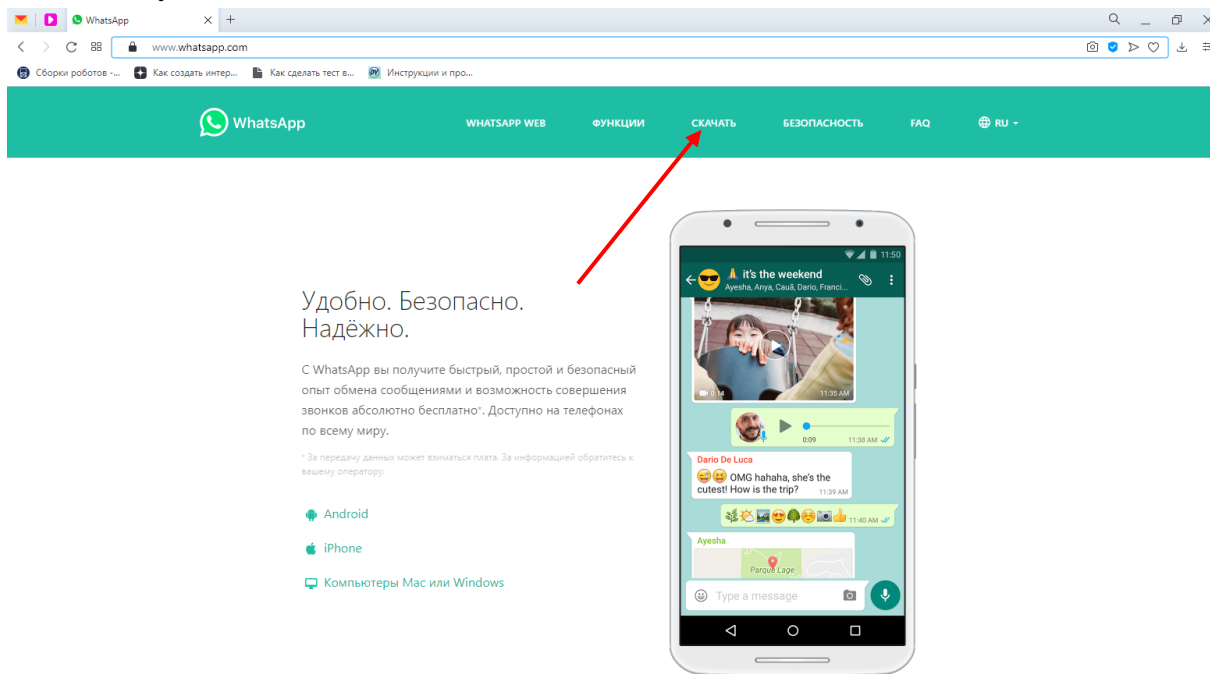 WhatsApp
www.whatsapp.com
Сборки роботов -...
Как создать интер...
Как сделать тест в...
Инструкции и про...
WhatsApp
WHATSAPP WEB
ФУНКЦИИ
СКАЧАТЬ
БЕЗОПАСНОСТЬ
FAQ
RU
Удобно. Безопасно.
Надёжно.
С WhatsApp вы получите быстрый, простой и безопасный
опыт обмена сообщениями и возможность совершения
звонков абсолютно бесплатно*. Доступно на телефонах
по всему миру.
* За передачу данных может взиматься плата. За информацией обратитесь к
вашему оператору.
Android
iPhone
Компьютеры Mac или Windows
11:50
it's the weekend
Ayesha, Anya, Cauã, Dario, Franci...
0:14
11:35 AM
0:09
11:38 AM
Dario De Luca
OMG hahaha, she's the
cutest! How is the trip?
11:39 AM
11:40 AM
Ayesha
Parque Lage
Type a message